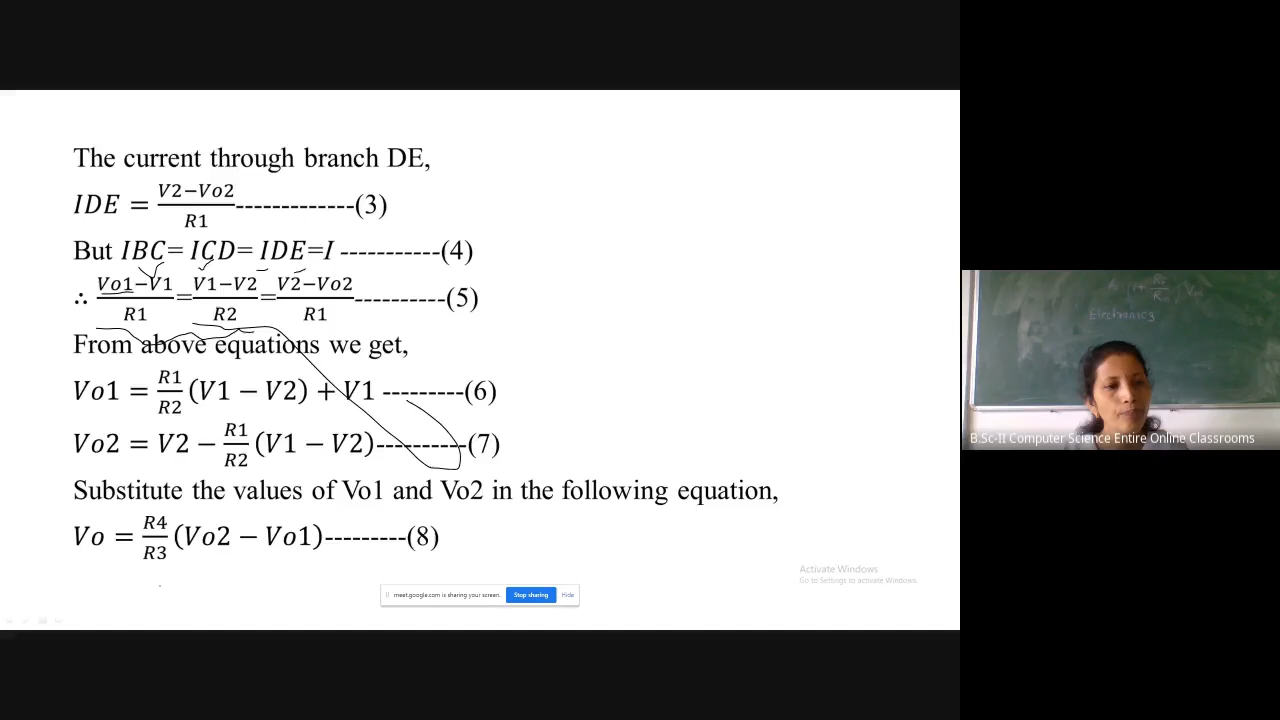 The current through branch DE,
IDE = V2−Vo2/R1-------------(3)
But IBC= ICD= IDE=I -----------(4)
∴ Vo1−V1/R1=V1−V2/R2=V2−Vo2/R1----------(5)
From above equations we get,
Vo1 = R1/R2 (V1 − V2) + V1 ---------(6)
Vo2 = V2 − R1/R2 (V1 − V2)----------(7)
Substitute the values of Vo1 and Vo2 in the following equation,
Vo = R4/R3 (Vo2 − Vo1)---------(8)
Activate Windows
Go to Settings to activate Windows.
meet.google.com is sharing your screen. Stop sharing Hide
Electronics
B.Sc-II Computer Science Entire Online Classrooms